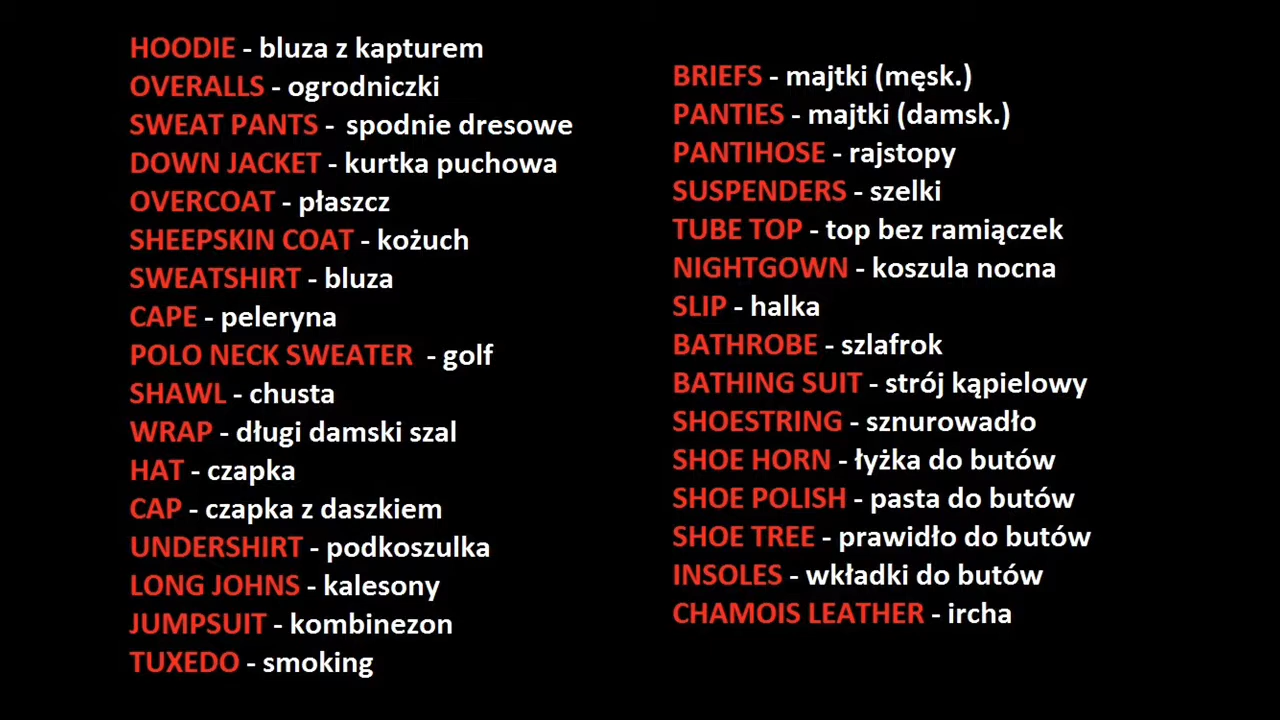 HOODIE - bluza z kapturem
OVERALLS - ogrodniczki
SWEAT PANTS - spodnie dresowe
DOWN JACKET - kurtka puchowa
OVERCOAT - płaszcz
SHEEPSKIN COAT - kożuch
SWEATSHIRT - bluza
CAPE - peleryna
POLO NECK SWEATER - golf
SHAWL - chusta
WRAP - długi damski szal
HAT - czapka
CAP - czapka z daszkiem
UNDERSHIRT - podkoszulka
LONG JOHNS - kalesony
JUMPSUIT - kombinezon
TUXEDO - smoking
BRIEFS - majtki (męsk.)
PANTIES - majtki (damsk.)
PANTIHOSE - rajstopy
SUSPENDERS - szelki
TUBE TOP - top bez ramiączek
NIGHTGOWN - koszula nocna
SLIP - halka
BATHROBE - szlafrok
BATHING SUIT - strój kąpielowy
SHOESTRING - sznurowadło
SHOE HORN - łyżka do butów
SHOE POLISH - pasta do butów
SHOE TREE - prawidło do butów
INSOLES - wkładki do butów
CHAMOIS LEATHER - ircha